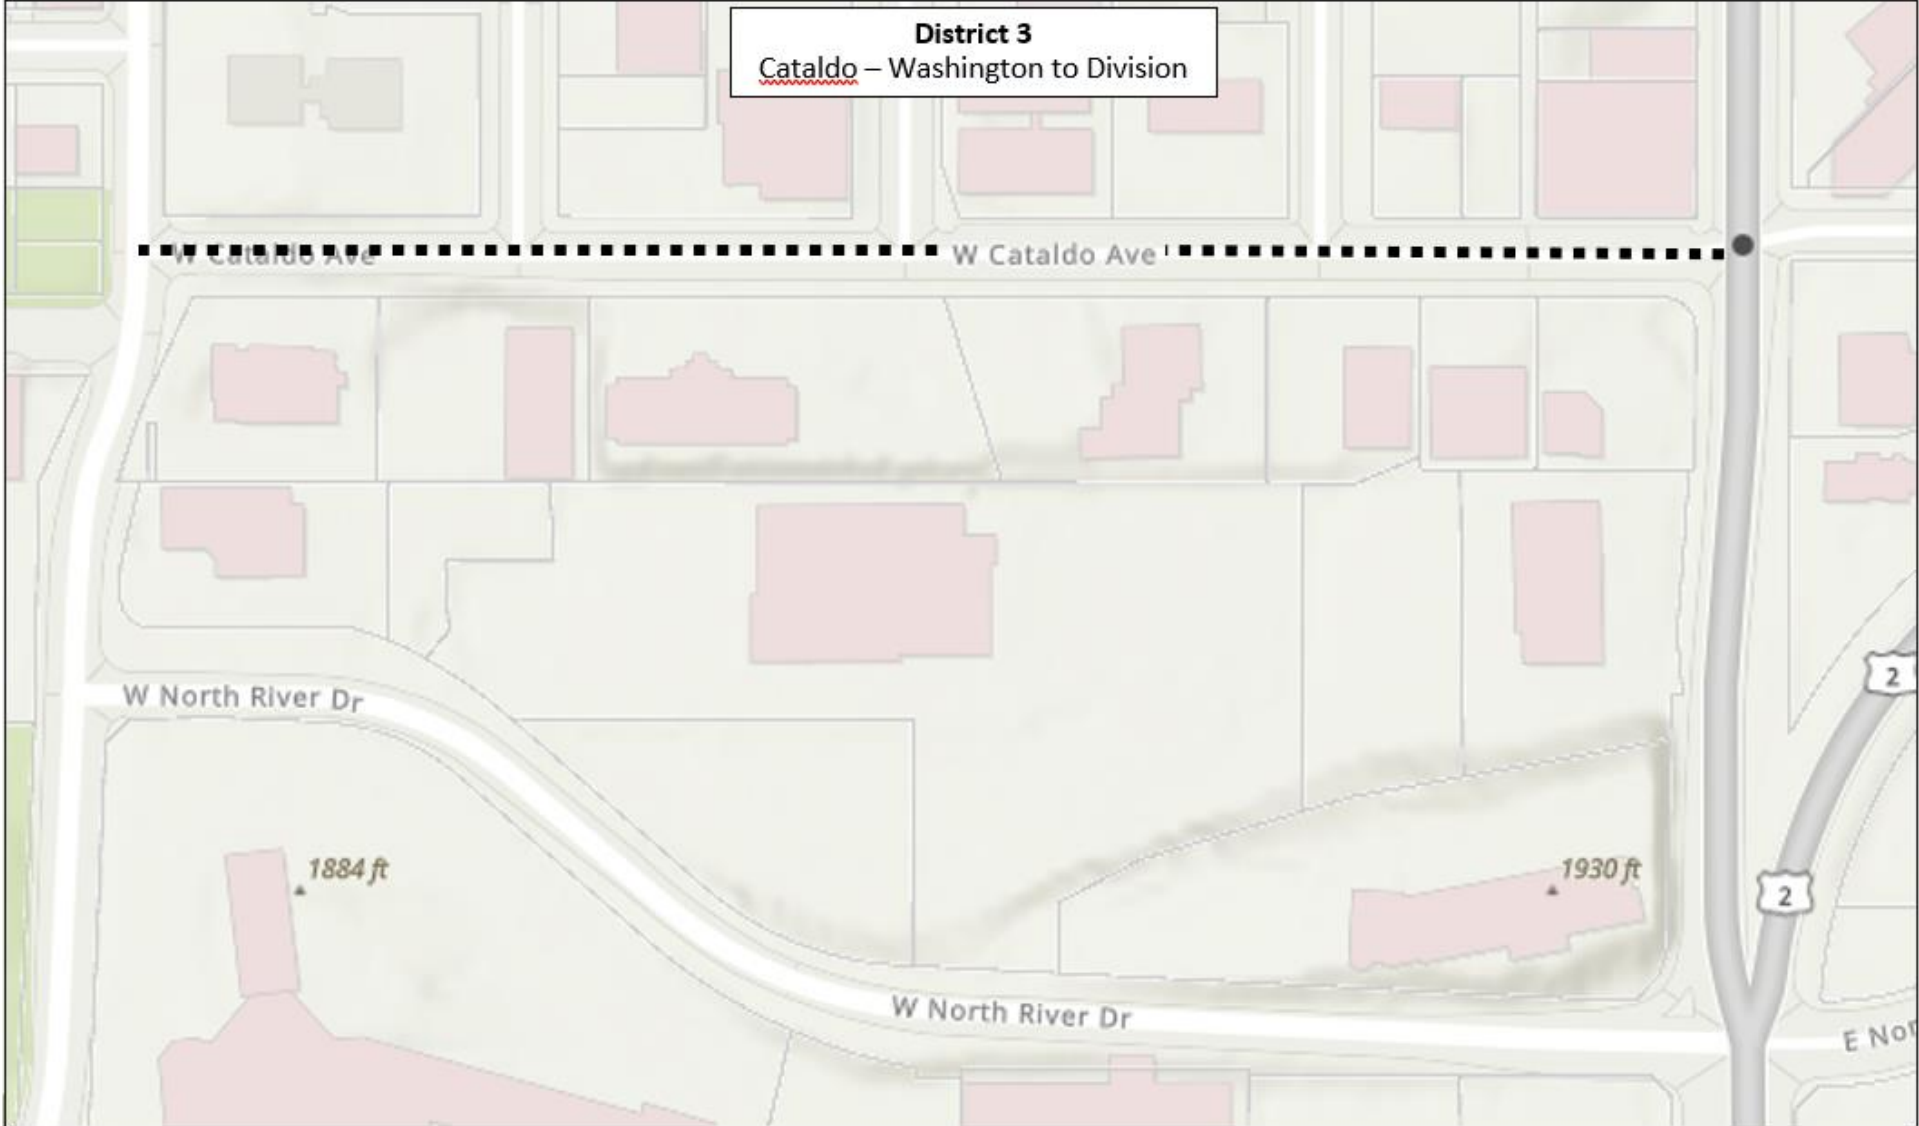 District 3
Cataldo – Washington to Division
W Cataldo Ave
W Cataldo Ave
2
W North River Dr
1884 ft
1930 ft
2
W North River Dr
E Nor